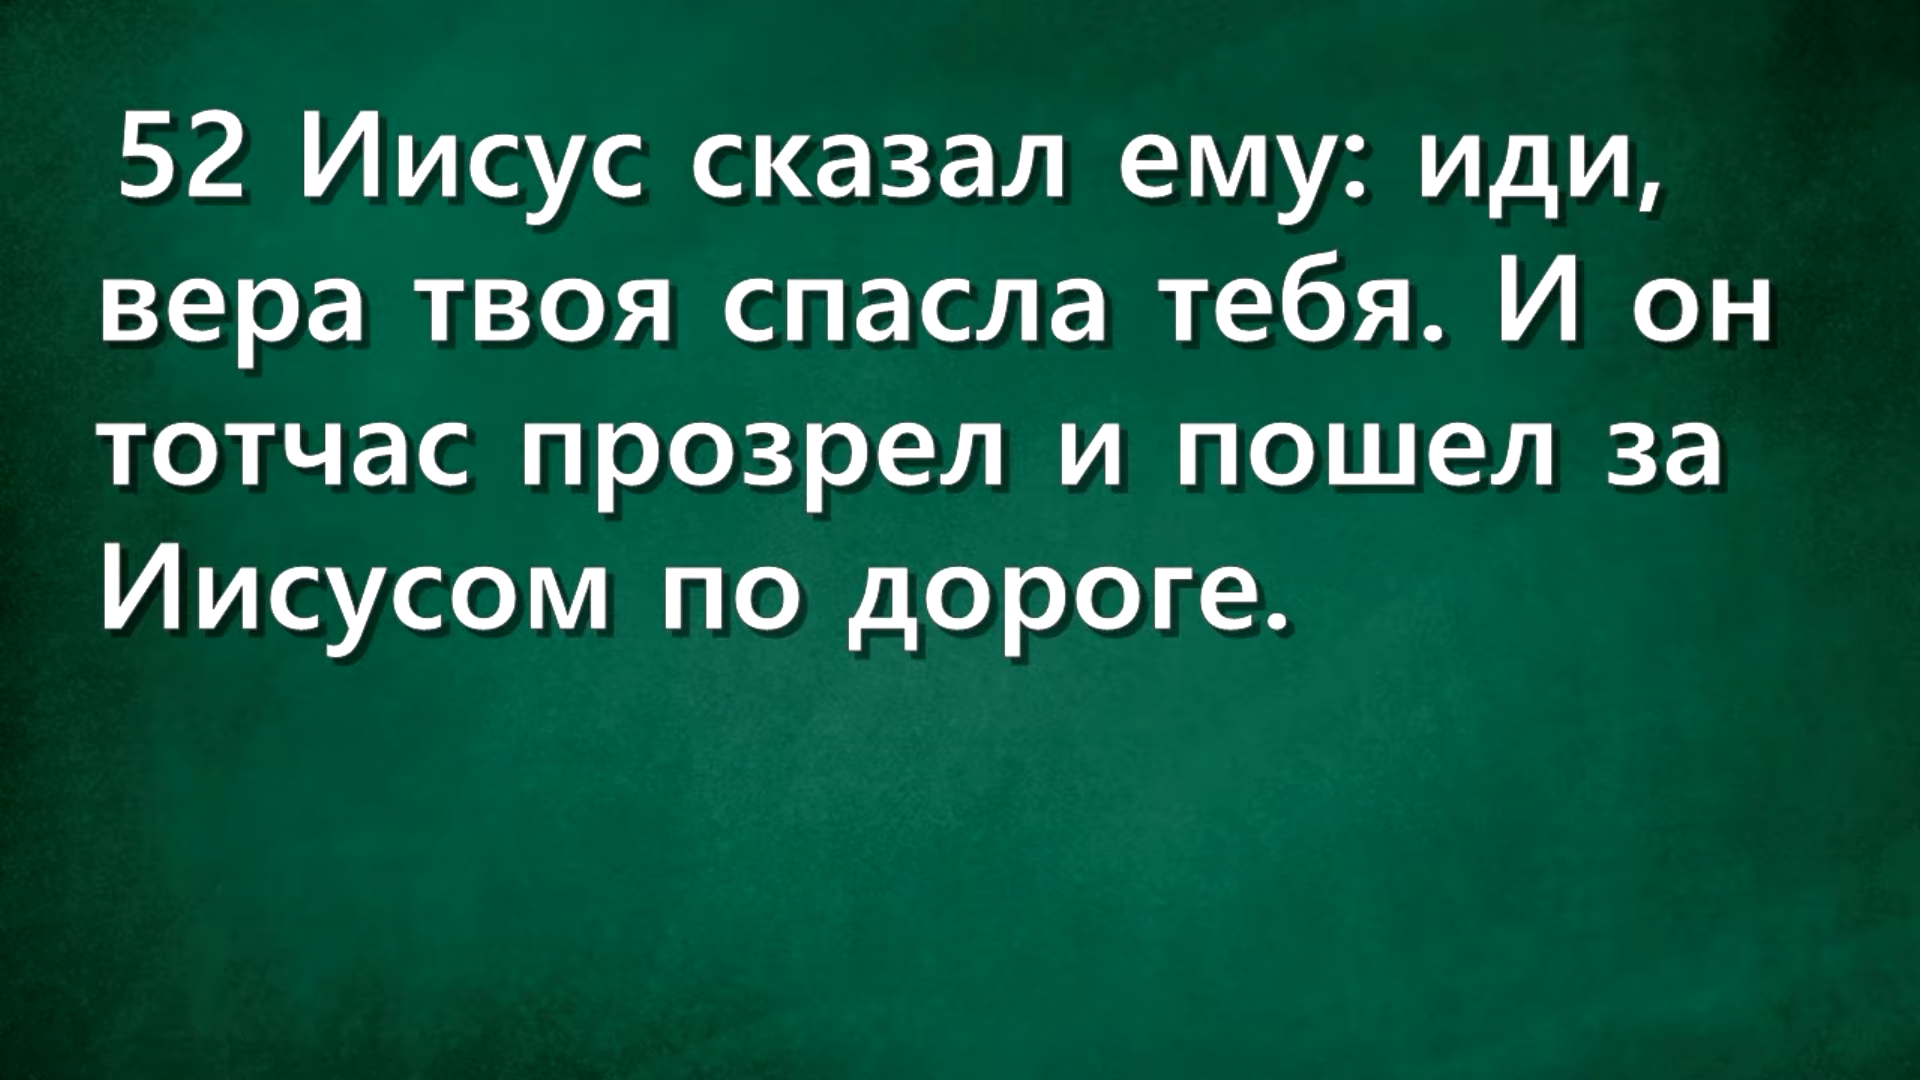 52 Иисус сказал ему: иди,
вера твоя спасла тебя. И он
тотчас прозрел и пошел за
Иисусом по дороге.